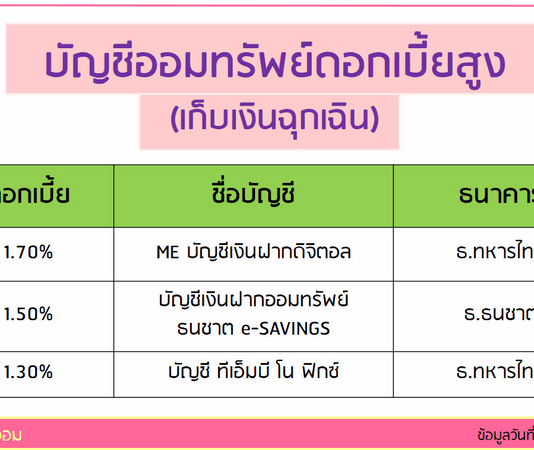 บัญชีออมทรัพย์ดอกเบี้ยสูง
(เก็บเงินฉุกเฉิน)
ดอกเบี้ย ชื่อบัญชี ธนาคาร
1.70% ME บัญชีเงินฝากดิจิตอล ธ.ทหารไท
1.50% บัญชีเงินฝากออมทรัพย์ ธ.ธนชาต
ธนชาต e-SAVINGS
1.30% บัญชี ทีเอ็มบี โน ฟิกซ์ ธ.ทหารไท
ออม ข้อมูลวันที่